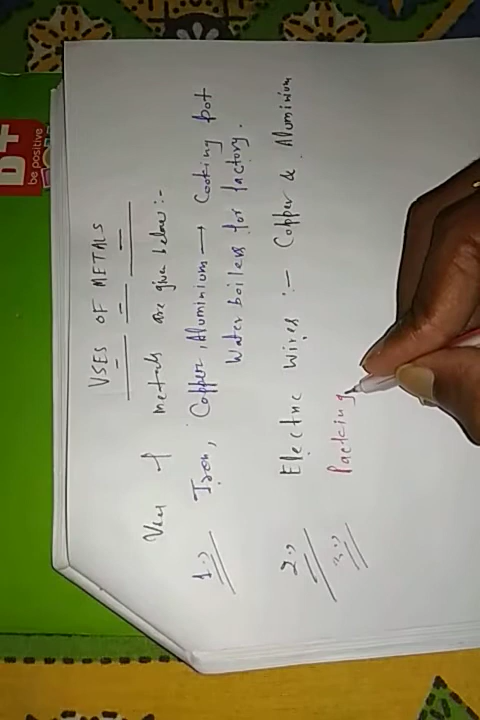 USES OF METALS
Uses of metals are given below:-
1.) Iron, Copper, Aluminium → Cooking pot
Water boilers for factory.
2.) Electric wires :- Copper & Aluminium
3.) Packing
B+
be positive